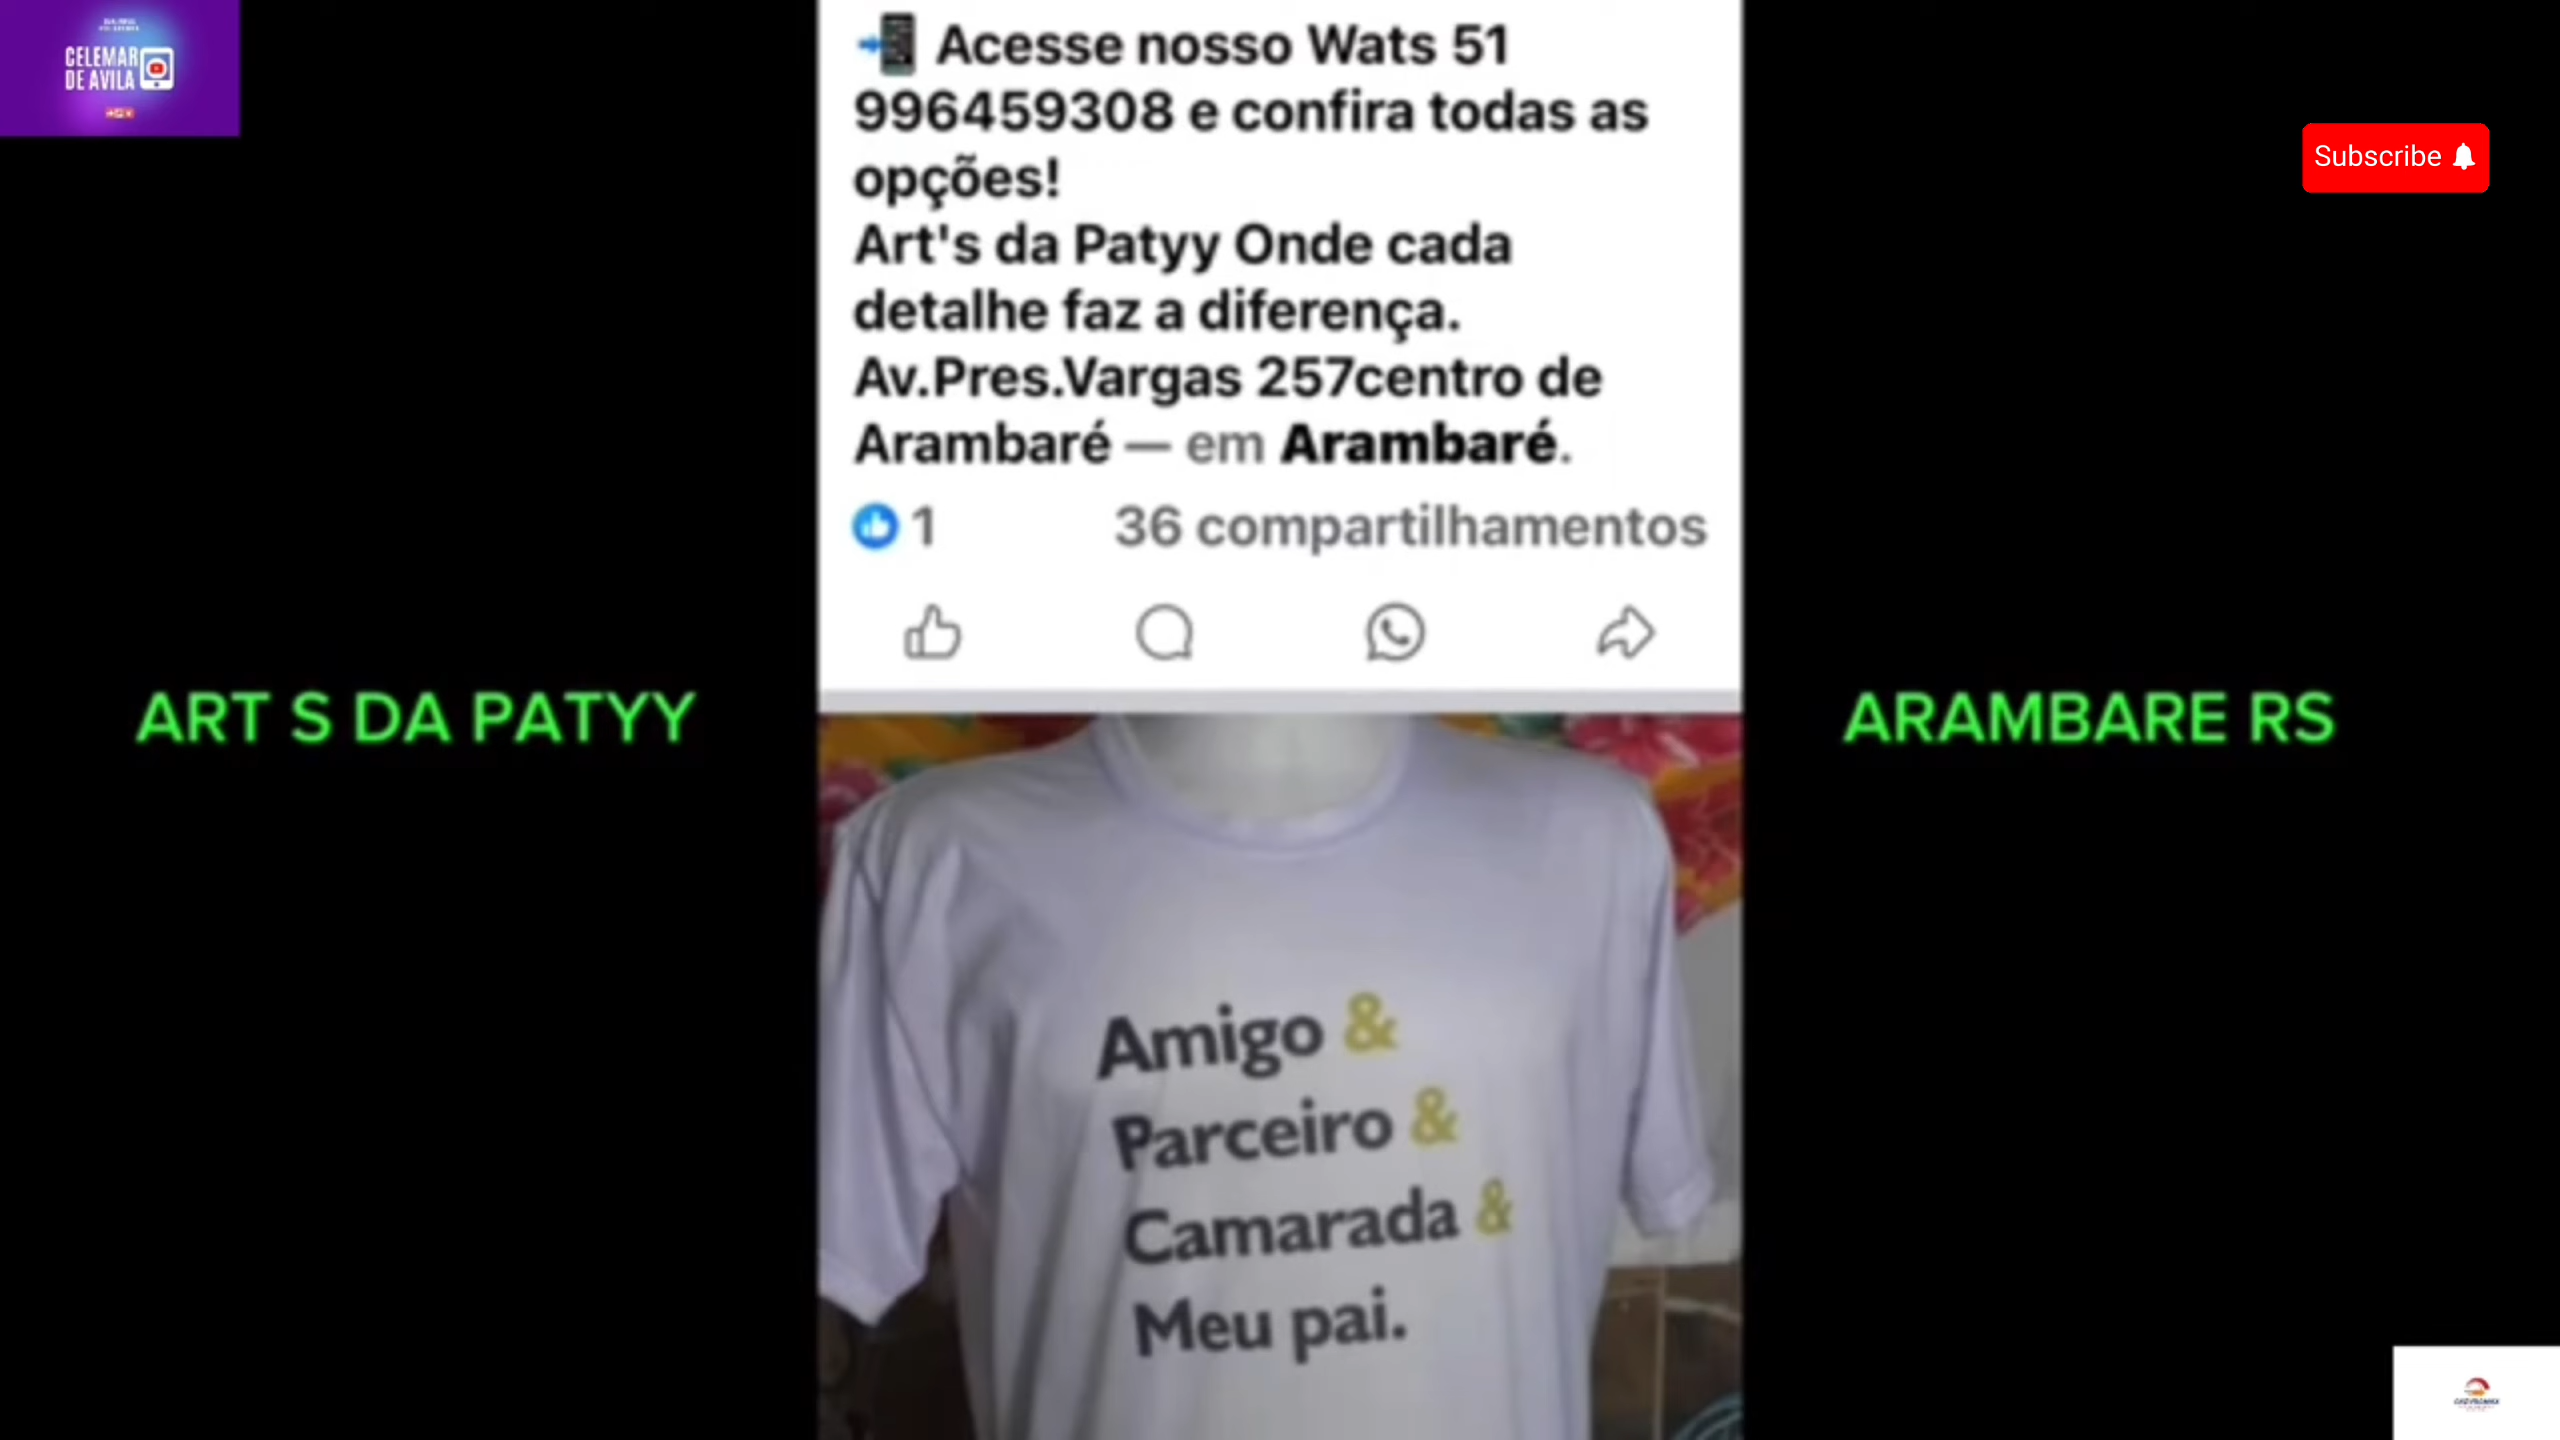 CELEMAR
DE AVILA
Subscribe
Acesse nosso Wats 51
996459308 e confira todas as
opções!
Art's da Patyy Onde cada
detalhe faz a diferença.
Av.Pres.Vargas 257centro de
Arambaré — em Arambaré.
1
36 compartilhamentos
ART S DA PATYY
ARAMBARE RS
Amigo &
Parceiro &
Camarada &
Meu pai.